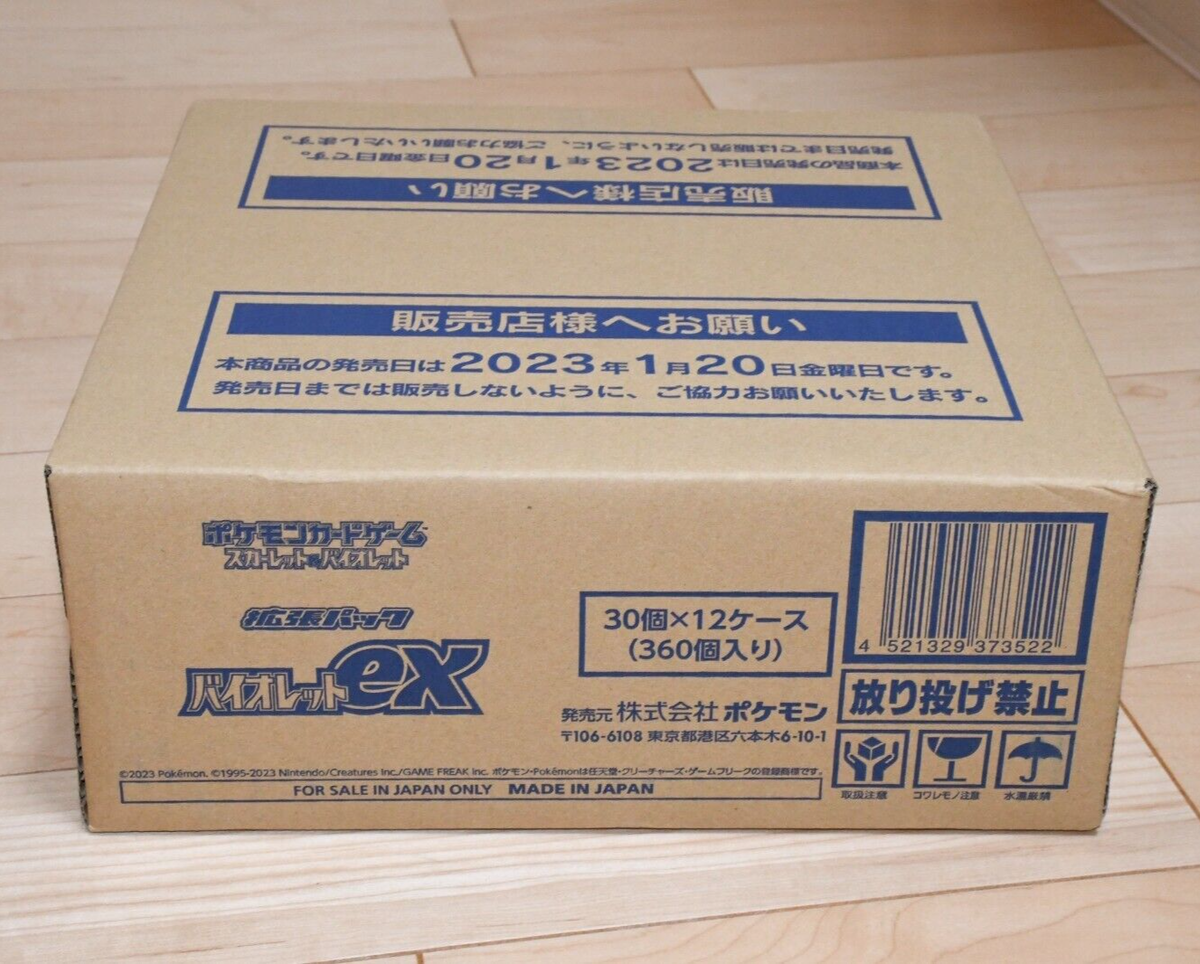 本商品の発売日は2023年1月20日金曜日です。
発売日までは販売しないように、ご協力お願いいたします。
販売店様へお願い
販売店様へお願い
本商品の発売日は2023年1月20日金曜日です。
発売日までは販売しないように、ご協力お願いいたします。
ポケモンカードゲーム
スカーレット&バイオレット
拡張パック
バイオレットex
30個×12ケース
(360個入り)
発売元 株式会社 ポケモン
〒106-6108 東京都港区六本木6-10-1
4 521329 373522
放り投げ禁止
取扱注意 コワレモノ注意 水濡厳禁
©2023 Pokémon. ©1995-2023 Nintendo/Creatures Inc./GAME FREAK inc. ポケモン・Pokémonは任天堂・クリーチャーズ・ゲームフリークの登録商標です。
FOR SALE IN JAPAN ONLY MADE IN JAPAN